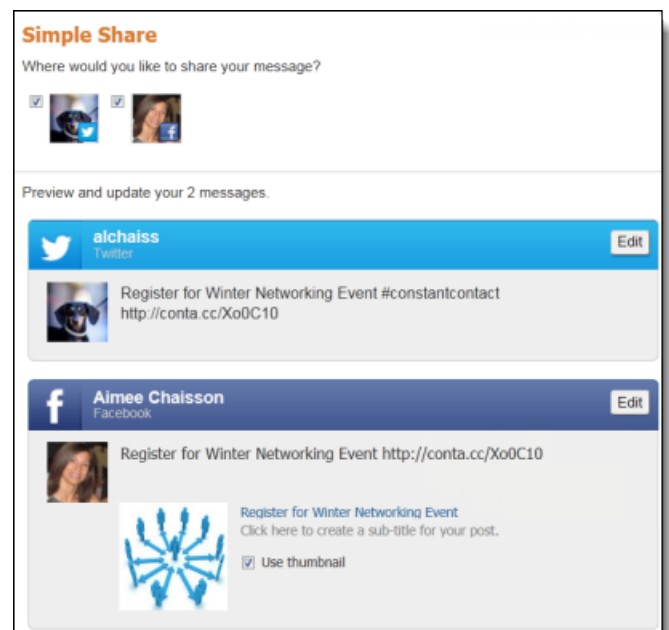 Simple Share
Where would you like to share your message?
Preview and update your 2 messages.
alchaiss
Twitter
Edit
Register for Winter Networking Event #constantcontact
http://conta.cc/Xo0C10
Aimee Chaisson
Facebook
Edit
Register for Winter Networking Event http://conta.cc/Xo0C10
Register for Winter Networking Event
Click here to create a sub-title for your post.
Use thumbnail